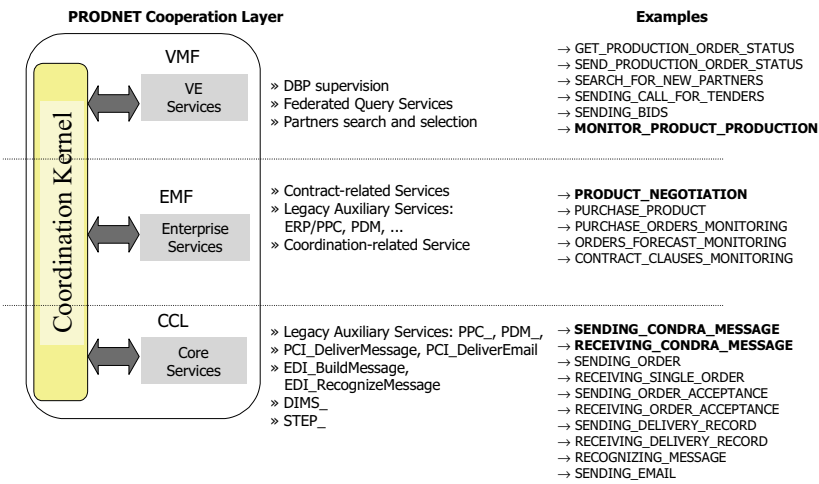 PRODNET Cooperation Layer
Examples
Coordination Kernel
VMF
VE
Services
» DBP supervision
» Federated Query Services
» Partners search and selection
→ GET_PRODUCTION_ORDER_STATUS
→ SEND_PRODUCTION_ORDER_STATUS
→ SEARCH_FOR_NEW_PARTNERS
→ SENDING_CALL_FOR_TENDERS
→ SENDING_BIDS
→ MONITOR_PRODUCT_PRODUCTION
EMF
Enterprise
Services
» Contract-related Services
» Legacy Auxiliary Services:
ERP/PPC, PDM, ...
» Coordination-related Service
→ PRODUCT_NEGOTIATION
→ PURCHASE_PRODUCT
→ PURCHASE_ORDERS_MONITORING
→ ORDERS_FORECAST_MONITORING
→ CONTRACT_CLAUSES_MONITORING
CCL
Core
Services
» Legacy Auxiliary Services: PPC_, PDM_,
» PCI_DeliverMessage, PCI_DeliverEmail
» EDI_BuildMessage,
EDI_RecognizeMessage
» DIMS_
» STEP_
→ SENDING_CONDRA_MESSAGE
→ RECEIVING_CONDRA_MESSAGE
→ SENDING_ORDER
→ RECEIVING_SINGLE_ORDER
→ SENDING_ORDER_ACCEPTANCE
→ RECEIVING_ORDER_ACCEPTANCE
→ SENDING_DELIVERY_RECORD
→ RECEIVING_DELIVERY_RECORD
→ RECOGNIZING_MESSAGE
→ SENDING_EMAIL